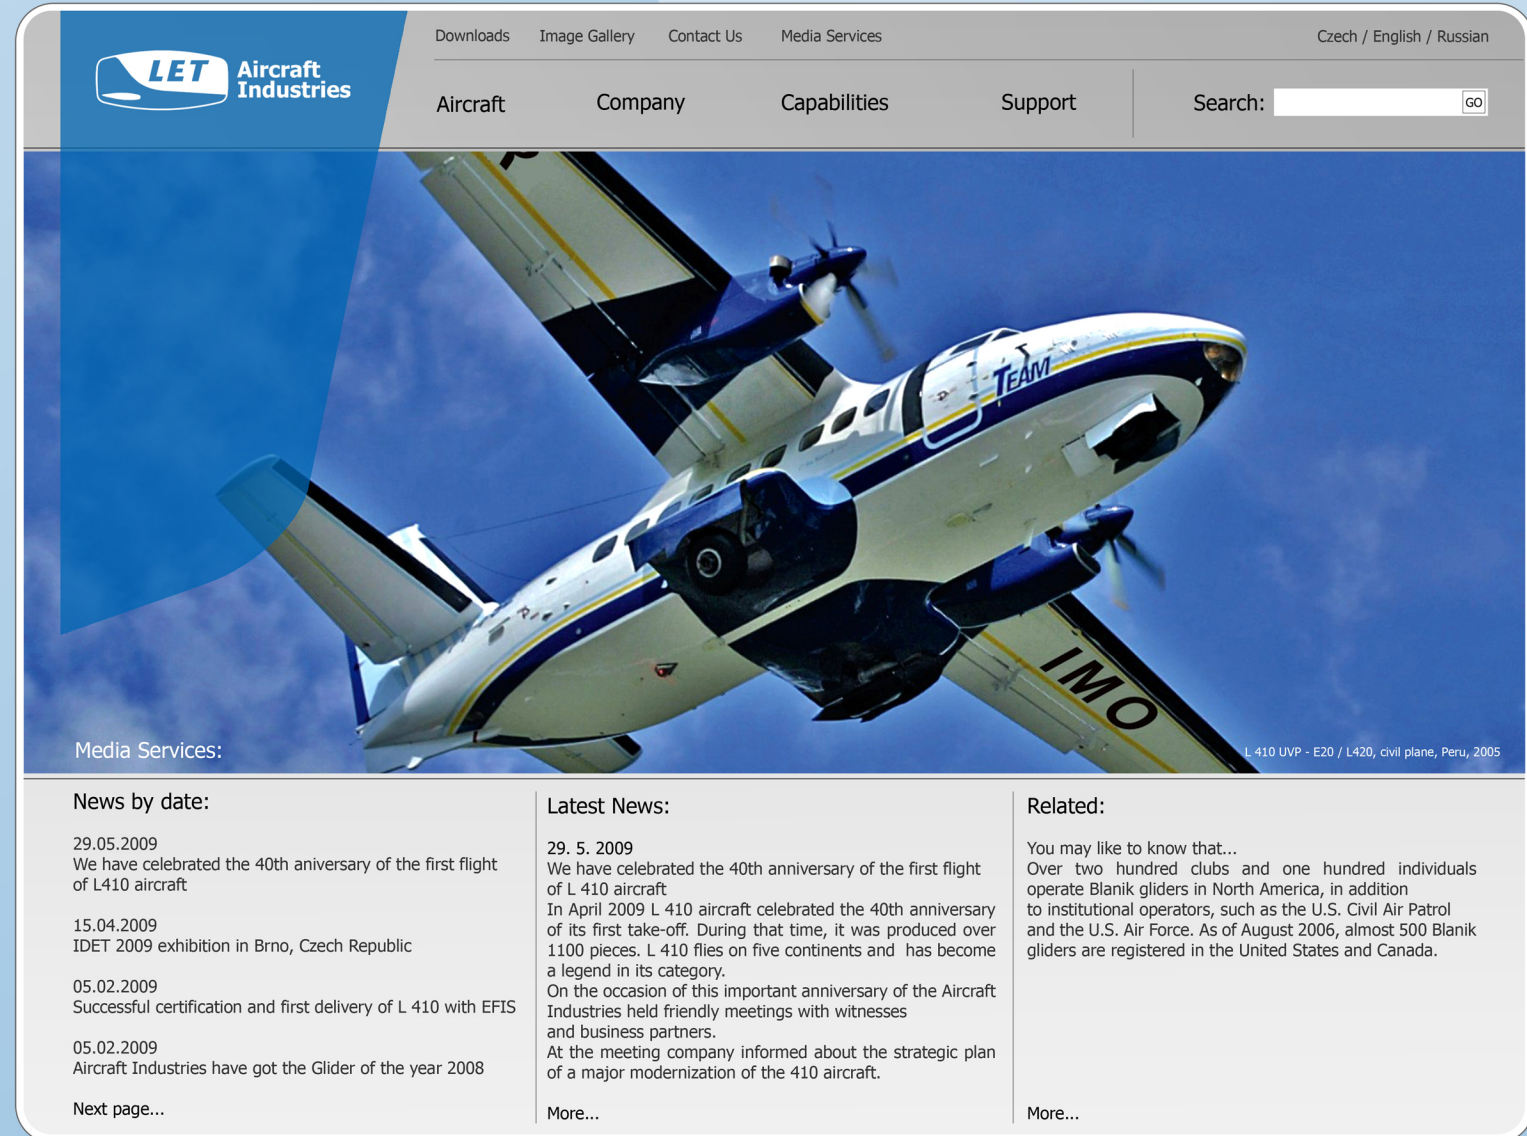 Downloads Image Gallery Contact Us Media Services Czech / English / Russian
LET Aircraft
Industries
Aircraft Company Capabilities Support Search: GO
TEAM
IMO
Media Services:
L 410 UVP - E20 / L420, civil plane, Peru, 2005
News by date:
29.05.2009
We have celebrated the 40th aniversary of the first flight
of L410 aircraft
15.04.2009
IDET 2009 exhibition in Brno, Czech Republic
05.02.2009
Successful certification and first delivery of L 410 with EFIS
05.02.2009
Aircraft Industries have got the Glider of the year 2008
Next page...
Latest News:
29. 5. 2009
We have celebrated the 40th anniversary of the first flight
of L 410 aircraft
In April 2009 L 410 aircraft celebrated the 40th anniversary
of its first take-off. During that time, it was produced over
1100 pieces. L 410 flies on five continents and has become
a legend in its category.
On the occasion of this important anniversary of the Aircraft
Industries held friendly meetings with witnesses
and business partners.
At the meeting company informed about the strategic plan
of a major modernization of the 410 aircraft.
More...
Related:
You may like to know that...
Over two hundred clubs and one hundred individuals
operate Blanik gliders in North America, in addition
to institutional operators, such as the U.S. Civil Air Patrol
and the U.S. Air Force. As of August 2006, almost 500 Blanik
gliders are registered in the United States and Canada.
More...